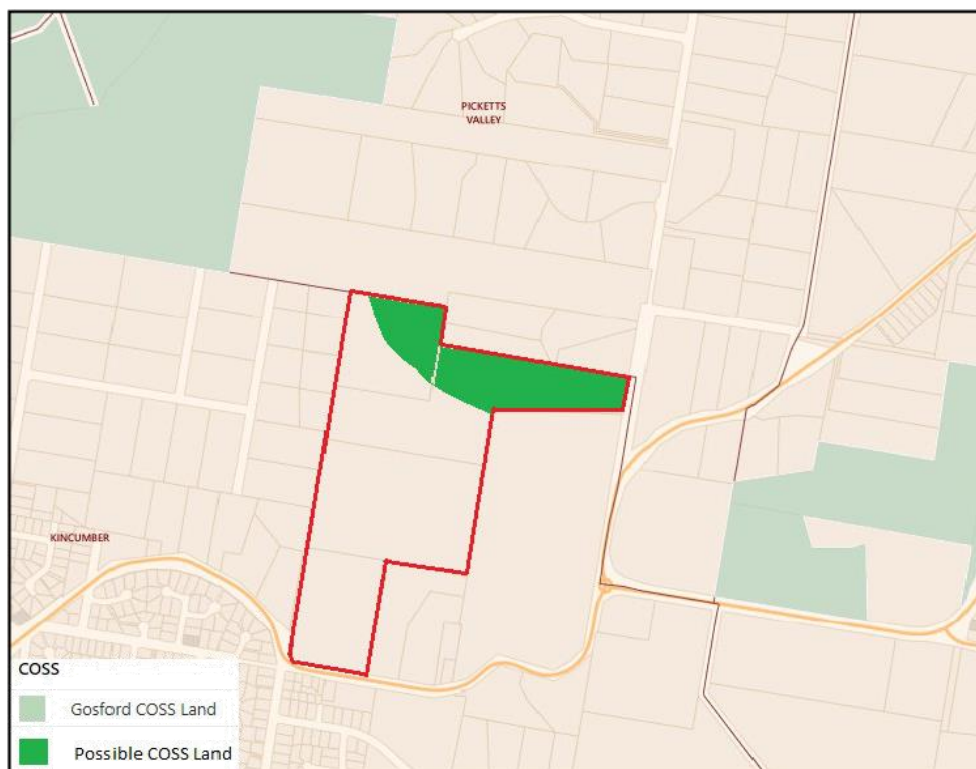 PICKETTS
VALLEY
KINCUMBER
COSS
Gosford COSS Land
Possible COSS Land